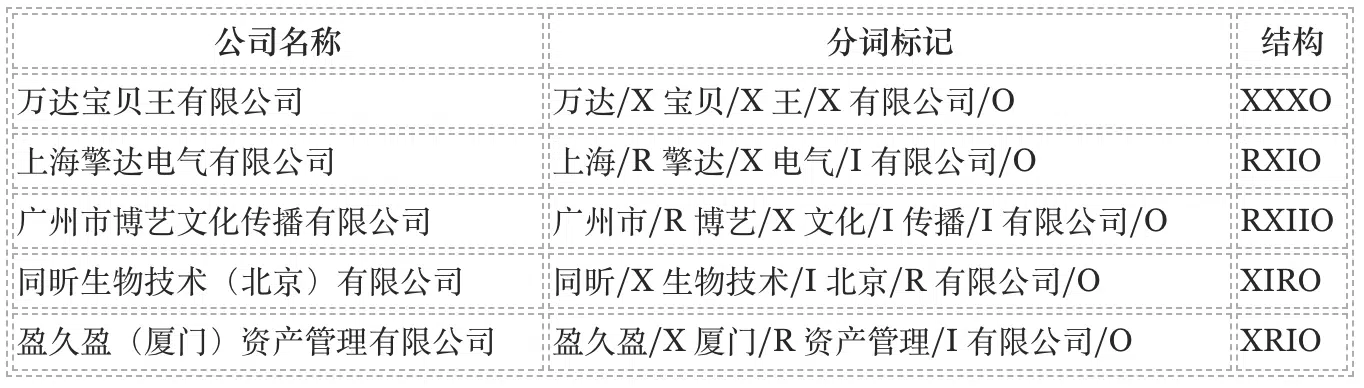 公司名称 分词标记 结构
万达宝贝王有限公司 万达/X 宝贝/X 王/X 有限公司/O XXXO
上海擎达电气有限公司 上海/R 擎达/X 电气/I 有限公司/O RXIO
广州市博艺文化传播有限公司 广州市/R 博艺/X 文化/I 传播/I 有限公司/O RXIIO
同昕生物技术（北京）有限公司 同昕/X 生物技术/I 北京/R 有限公司/O XIRO
盈久盈（厦门）资产管理有限公司 盈久盈/X 厦门/R 资产管理/I 有限公司/O XRIO